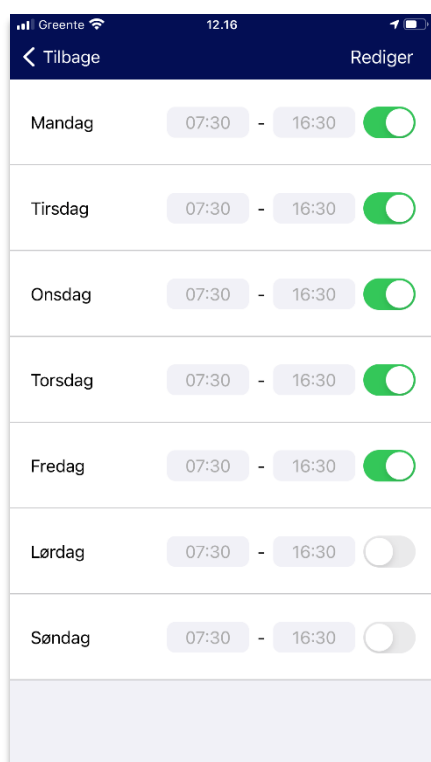 Greente 12.16
Tilbage Rediger
Mandag 07:30 - 16:30
Tirsdag 07:30 - 16:30
Onsdag 07:30 - 16:30
Torsdag 07:30 - 16:30
Fredag 07:30 - 16:30
Lørdag 07:30 - 16:30
Søndag 07:30 - 16:30